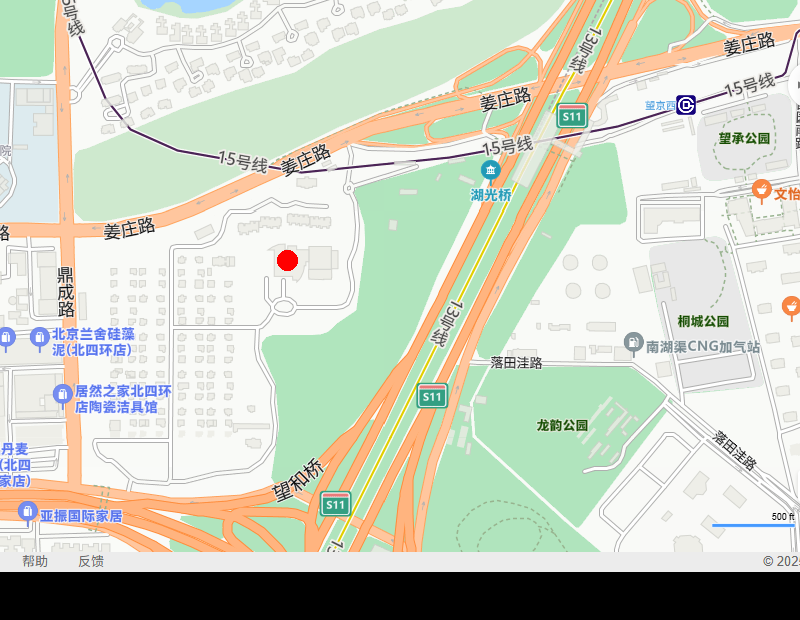 5号线
13号线
姜庄路
15号线
姜庄路
望京西
S11
院
15号线
姜庄路
15号线
望承公园
湖光桥
文怡
路
姜庄路
鼎成路
13号线
桐城公园
北京兰舍硅藻
泥(北四环店)
南湖渠CNG加气站
落田洼路
居然之家北四环
店陶瓷洁具馆
S11
龙韵公园
丹麦
(北四
家店)
落田洼路
望和桥
S11
亚振国际家居
500 ft
13
帮助
反馈
© 202